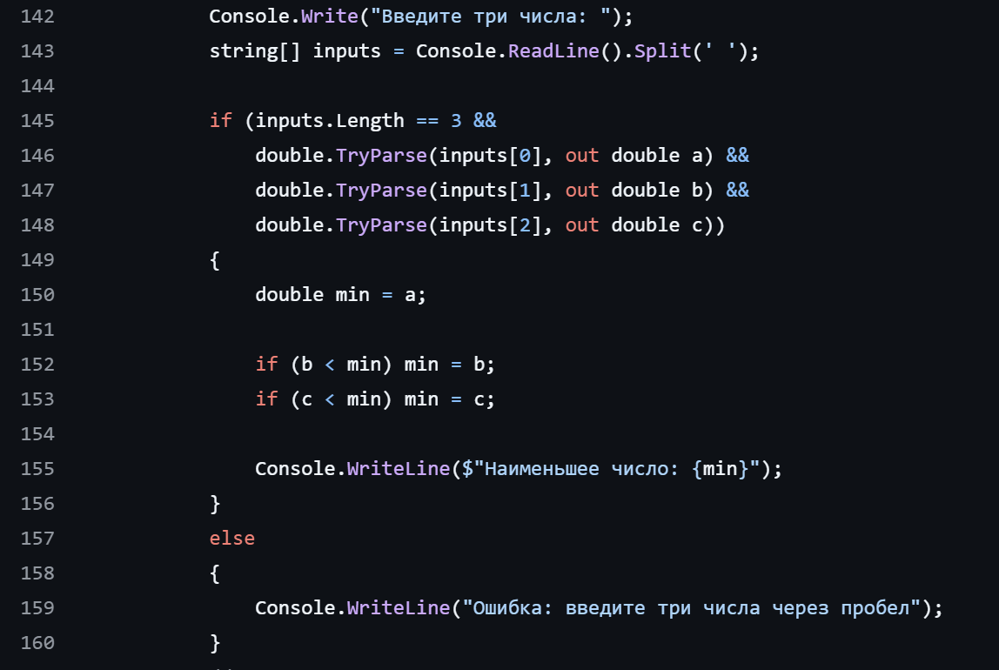 142 Console.Write("Введите три числа: ");
143 string[] inputs = Console.ReadLine().Split(' ');
144
145 if (inputs.Length == 3 &&
146 double.TryParse(inputs[0], out double a) &&
147 double.TryParse(inputs[1], out double b) &&
148 double.TryParse(inputs[2], out double c))
149 {
150 double min = a;
151
152 if (b < min) min = b;
153 if (c < min) min = c;
154
155 Console.WriteLine($"Наименьшее число: {min}");
156 }
157 else
158 {
159 Console.WriteLine("Ошибка: введите три числа через пробел");
160 }